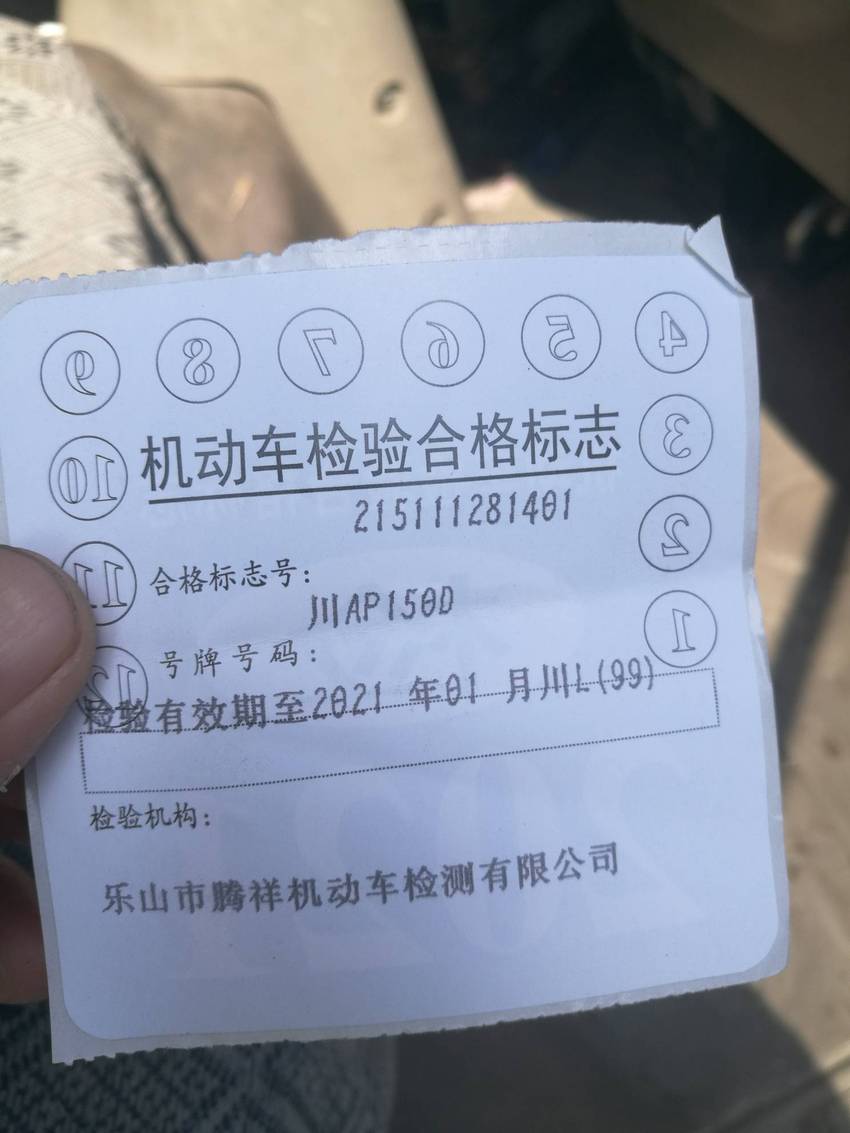 9 8 7 6 5 4
3
机动车检验合格标志
10
215111281401
2
11
合格标志号：
川AP150D
1
号牌号码：
12
检验有效期至2021 年01 月川L(99)
检验机构：
乐山市腾祥机动车检测有限公司
2021